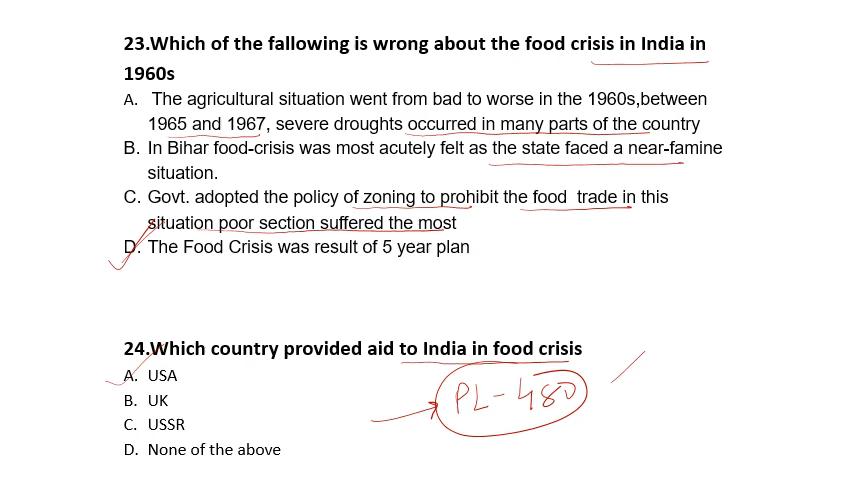 23.Which of the fallowing is wrong about the food crisis in India in
1960s
A. The agricultural situation went from bad to worse in the 1960s,between
1965 and 1967, severe droughts occurred in many parts of the country
B. In Bihar food-crisis was most acutely felt as the state faced a near-famine
situation.
C. Govt. adopted the policy of zoning to prohibit the food trade in this
situation poor section suffered the most
D. The Food Crisis was result of 5 year plan
24.Which country provided aid to India in food crisis
A. USA
PL-480
B. UK
C. USSR
D. None of the above